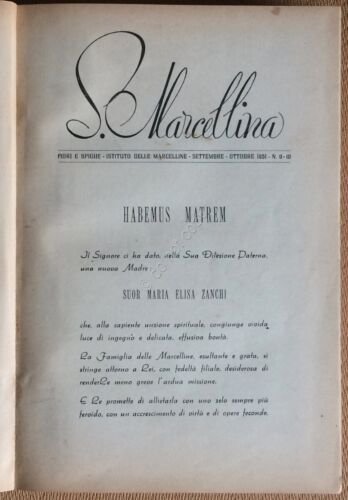 S. Marcellina
FIORI E SPIGHE - ISTITUTO DELLE MARCELLINE - SETTEMBRE - OTTOBRE 1951 - N. 9-10
HABEMUS MATREM
Il Signore ci ha dato, nella Sua Dilezione Paterna,
una nuova Madre:
SUOR MARIA ELISA ZANCHI
che, alla sapiente unzione spirituale, congiunge vivida
luce di ingegno e delicata, effusiva bontà.
La Famiglia delle Marcelline, esultante e grata, si
stringe attorno a Lei, con fedeltà filiale, desiderosa di
renderLe meno greve l'ardua missione.
E Le promette di allietarla con uno zelo sempre più
fervido, con un accrescimento di virtù e di opere feconde.